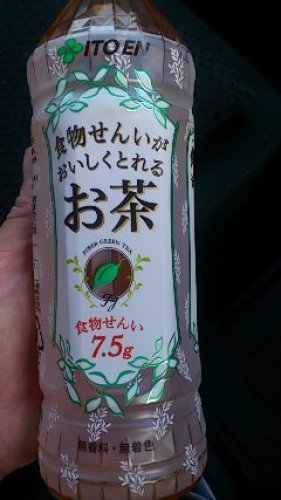 ITO EN
食物せんいが
おいしくとれる
お茶
FIBER GREEN TEA
食物せんい
7.5g
無香料・無着色